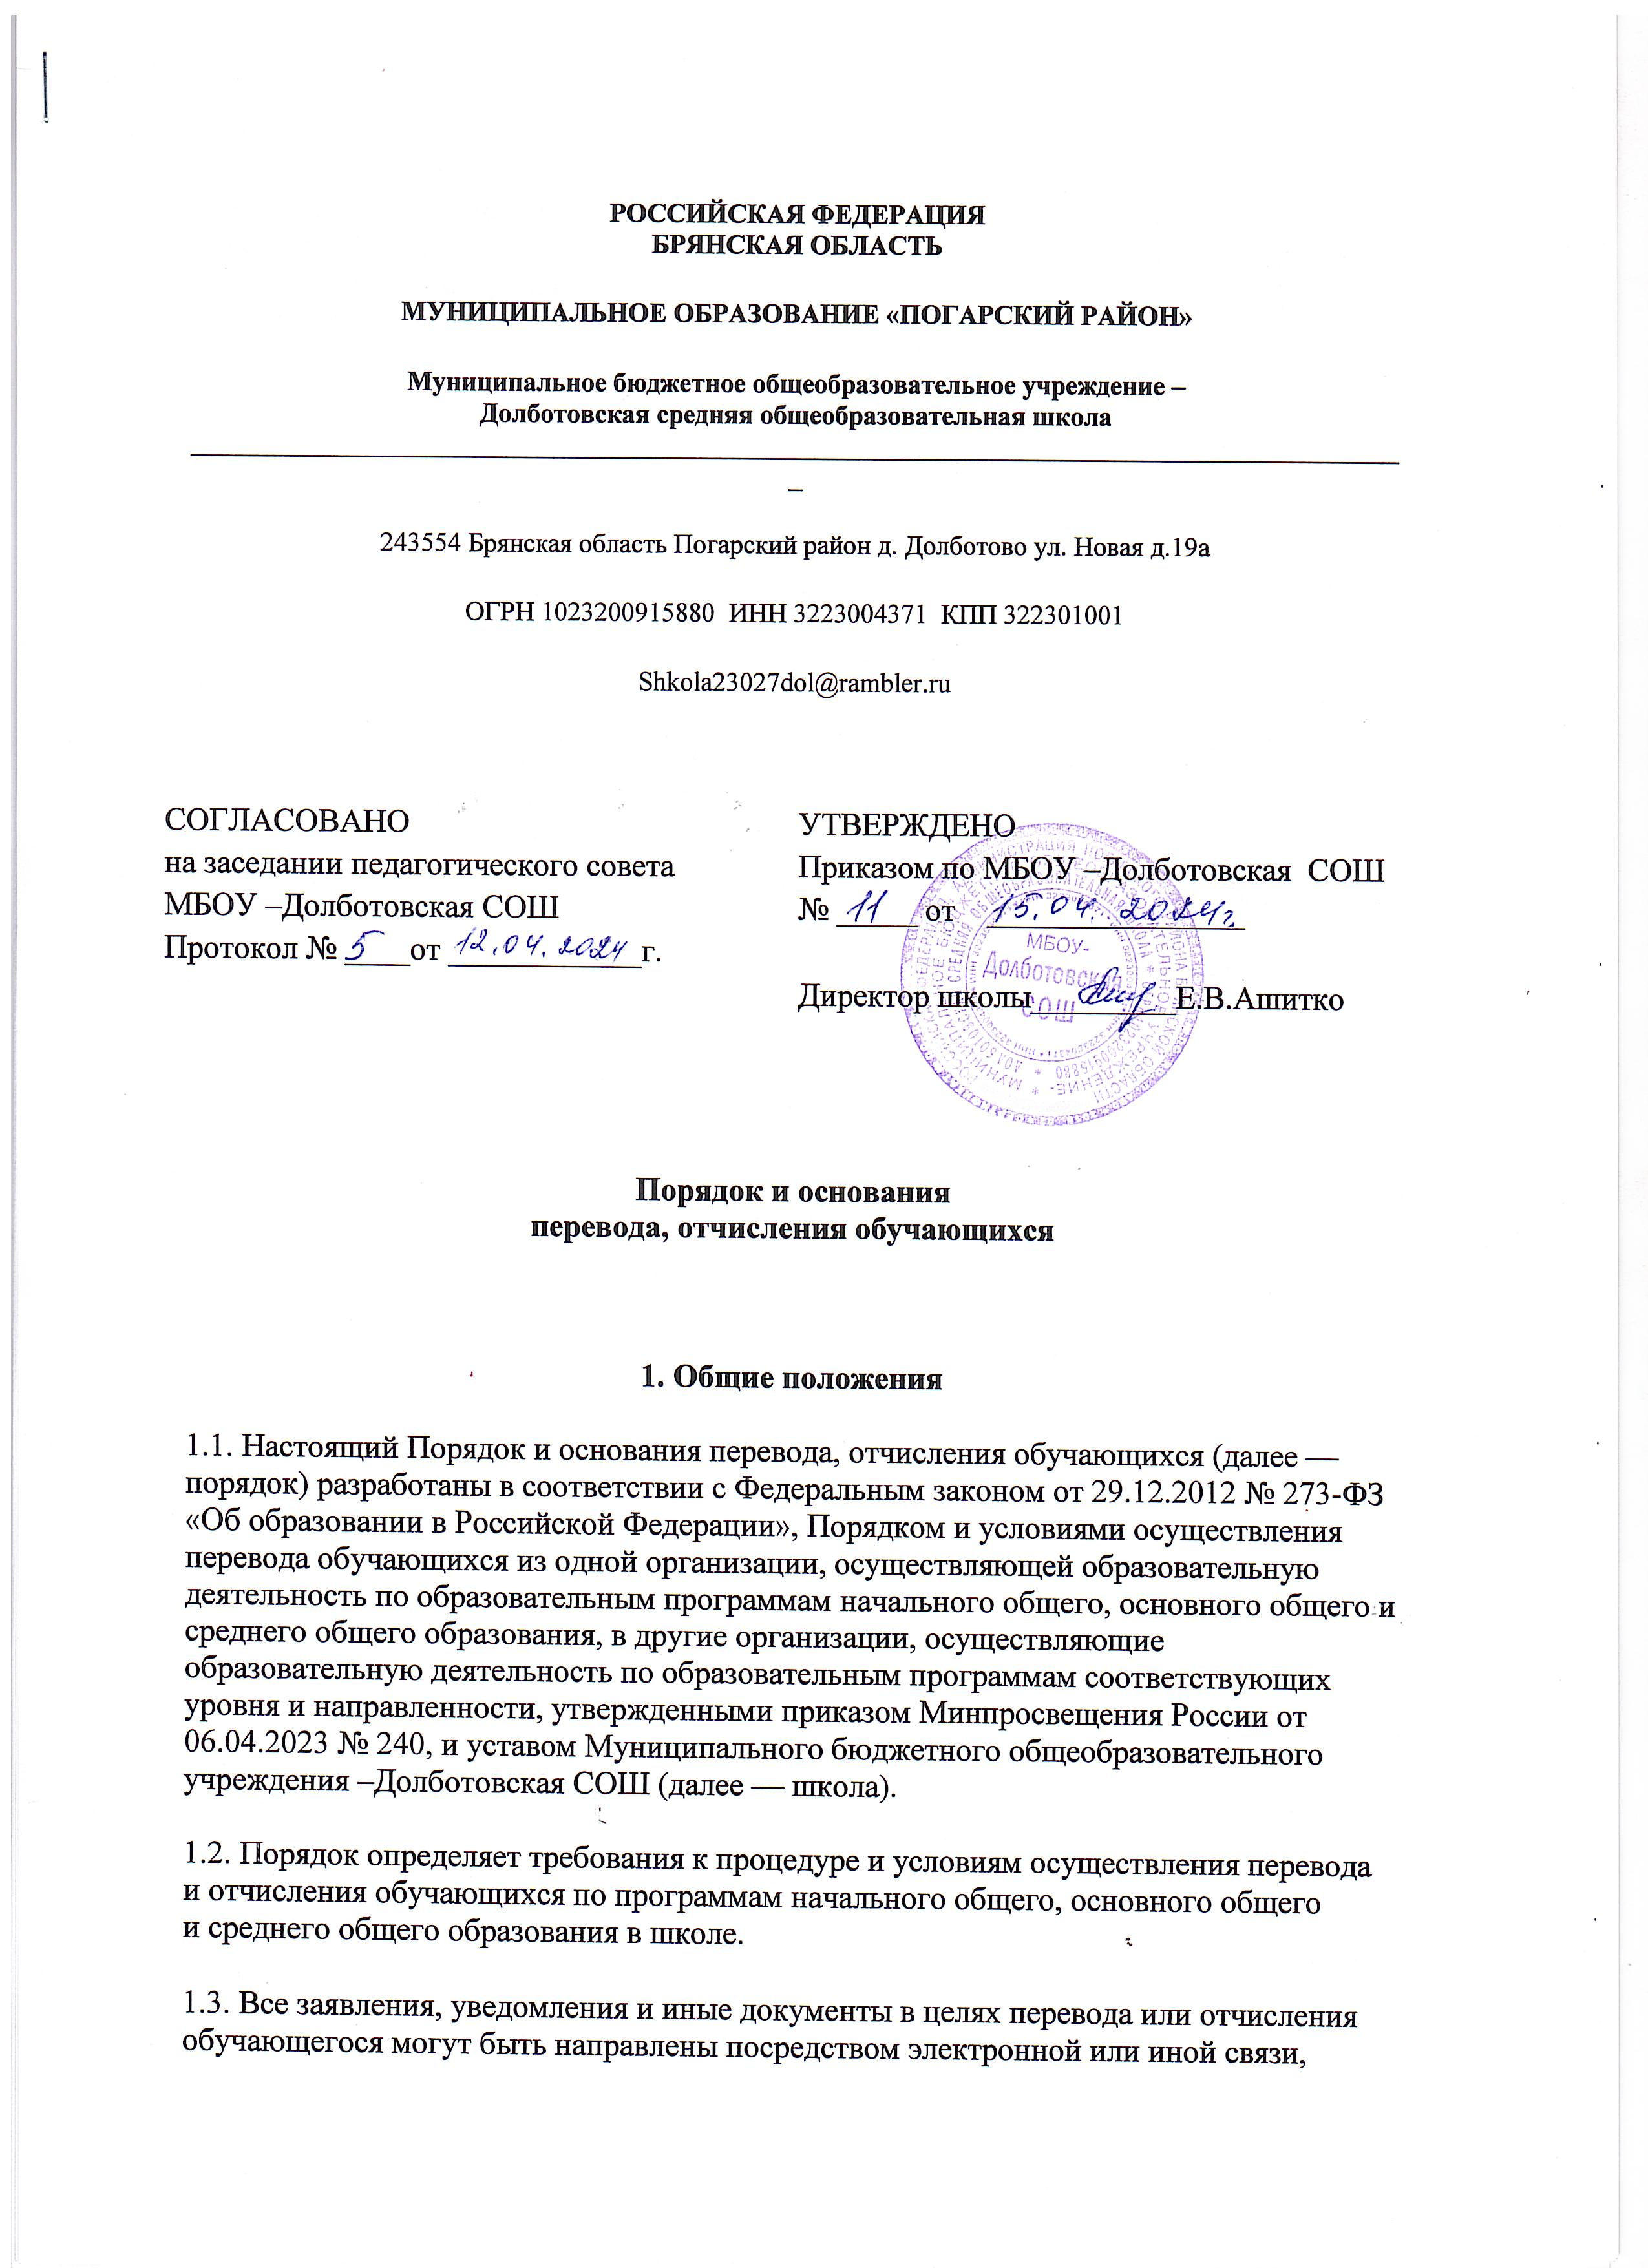 РОССИЙСКАЯ ФЕДЕРАЦИЯ
БРЯНСКАЯ ОБЛАСТЬ
МУНИЦИПАЛЬНОЕ ОБРАЗОВАНИЕ «ПОГАРСКИЙ РАЙОН»
Муниципальное бюджетное общеобразовательное учреждение –
Долботовская средняя общеобразовательная школа
–
243554 Брянская область Погарский район д. Долботово ул. Новая д.19а
ОГРН 1023200915880 ИНН 3223004371 КПП 322301001
Shkola23027dol@rambler.ru
СОГЛАСОВАНО
на заседании педагогического совета
МБОУ –Долботовская СОШ
Протокол № 5 от 12.04.2024 г.
УТВЕРЖДЕНО
Приказом по МБОУ –Долботовская СОШ
№ 11 от 15.04.2024г.
Директор школы Е.В.Ашитко
МБОУ-
Долботовская
СОШ
Порядок и основания
перевода, отчисления обучающихся
1. Общие положения
1.1. Настоящий Порядок и основания перевода, отчисления обучающихся (далее —
порядок) разработаны в соответствии с Федеральным законом от 29.12.2012 № 273-ФЗ
«Об образовании в Российской Федерации», Порядком и условиями осуществления
перевода обучающихся из одной организации, осуществляющей образовательную
деятельность по образовательным программам начального общего, основного общего и
среднего общего образования, в другие организации, осуществляющие
образовательную деятельность по образовательным программам соответствующих
уровня и направленности, утвержденными приказом Минпросвещения России от
06.04.2023 № 240, и уставом Муниципального бюджетного общеобразовательного
учреждения –Долботовская СОШ (далее — школа).
1.2. Порядок определяет требования к процедуре и условиям осуществления перевода
и отчисления обучающихся по программам начального общего, основного общего
и среднего общего образования в школе.
1.3. Все заявления, уведомления и иные документы в целях перевода или отчисления
обучающегося могут быть направлены посредством электронной или иной связи,